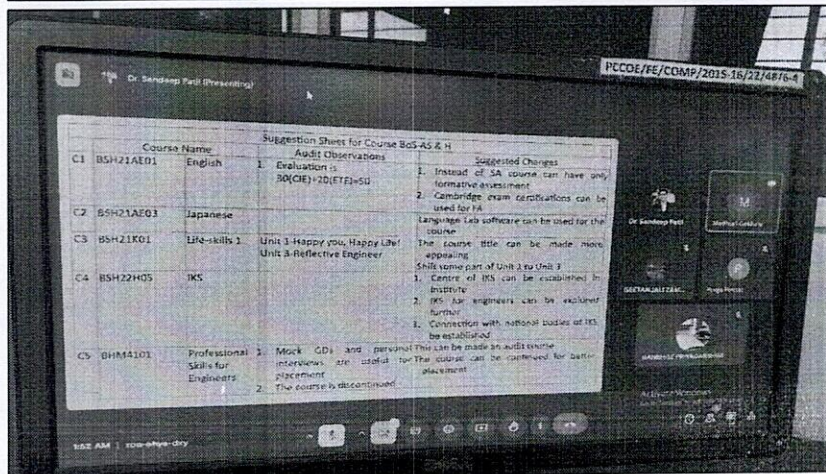 PCCOE/FE/COMP/2015-16/22/48/6-4
Dr. Sandeep Patil (Presenting)
Suggestion Sheet for Course BoS-AS & H
Course Name Audit Observations Suggested Changes
C1 BSH21AE01 English 1. Evaluation is 30(CIE)+20(ETE)=50
1. Instead of SA course can have only formative assessment
2. Cambridge exam certifications can be used for FA
C2 BSH21AE03 Japanese Language Lab software can be used for the course
C3 BSH21K01 Life-skills 1 Unit 1-Happy you, Happy Life!
Unit 3-Reflective Engineer
The course title can be made more appealing
Shift some part of Unit 2 to Unit 3
C4 BSH22H05 IKS 1. Centre of IKS can be established in Institute
2. IKS for engineers can be explored further
3. Connection with national bodies of IKS be established
C5 BHM4101 Professional Skills for Engineers
1. Mock GDs and personal interviews are useful for placement
2. The course is discontinued
This can be made an audit course
The course can be continued for better placement
Dr Sandeep Patil
M
P
Activate Windows
1:52 AM